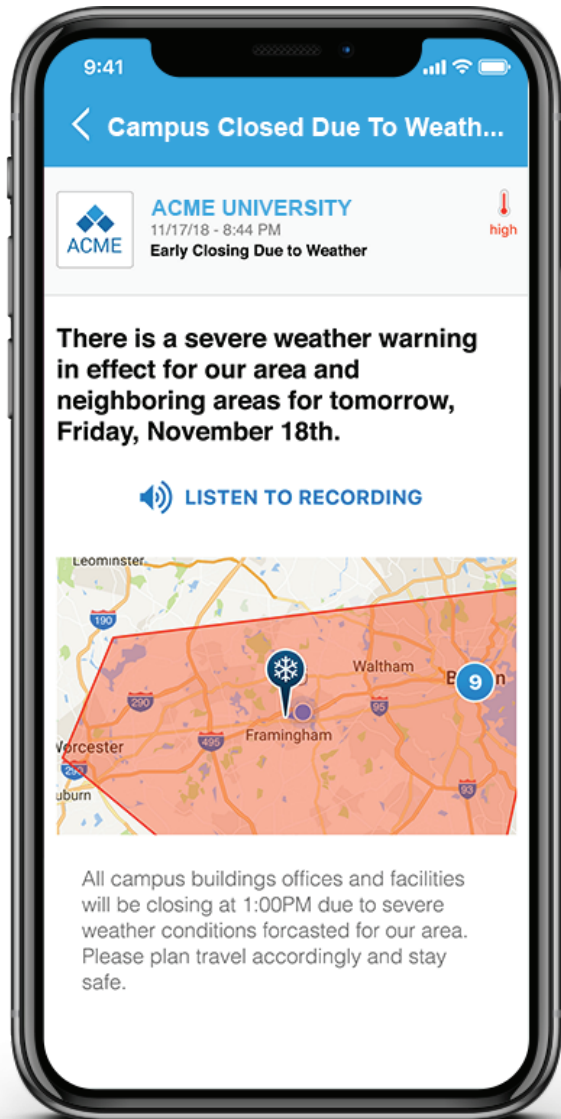 9:41
Campus Closed Due To Weath...
ACME
ACME UNIVERSITY
11/17/18 - 8:44 PM
Early Closing Due to Weather
high
There is a severe weather warning
in effect for our area and
neighboring areas for tomorrow,
Friday, November 18th.
LISTEN TO RECORDING
Leominster
190
Waltham
9
290
95
Framingham
495
Worcester
290
uburn
93
All campus buildings offices and facilities
will be closing at 1:00PM due to severe
weather conditions forcasted for our area.
Please plan travel accordingly and stay
safe.